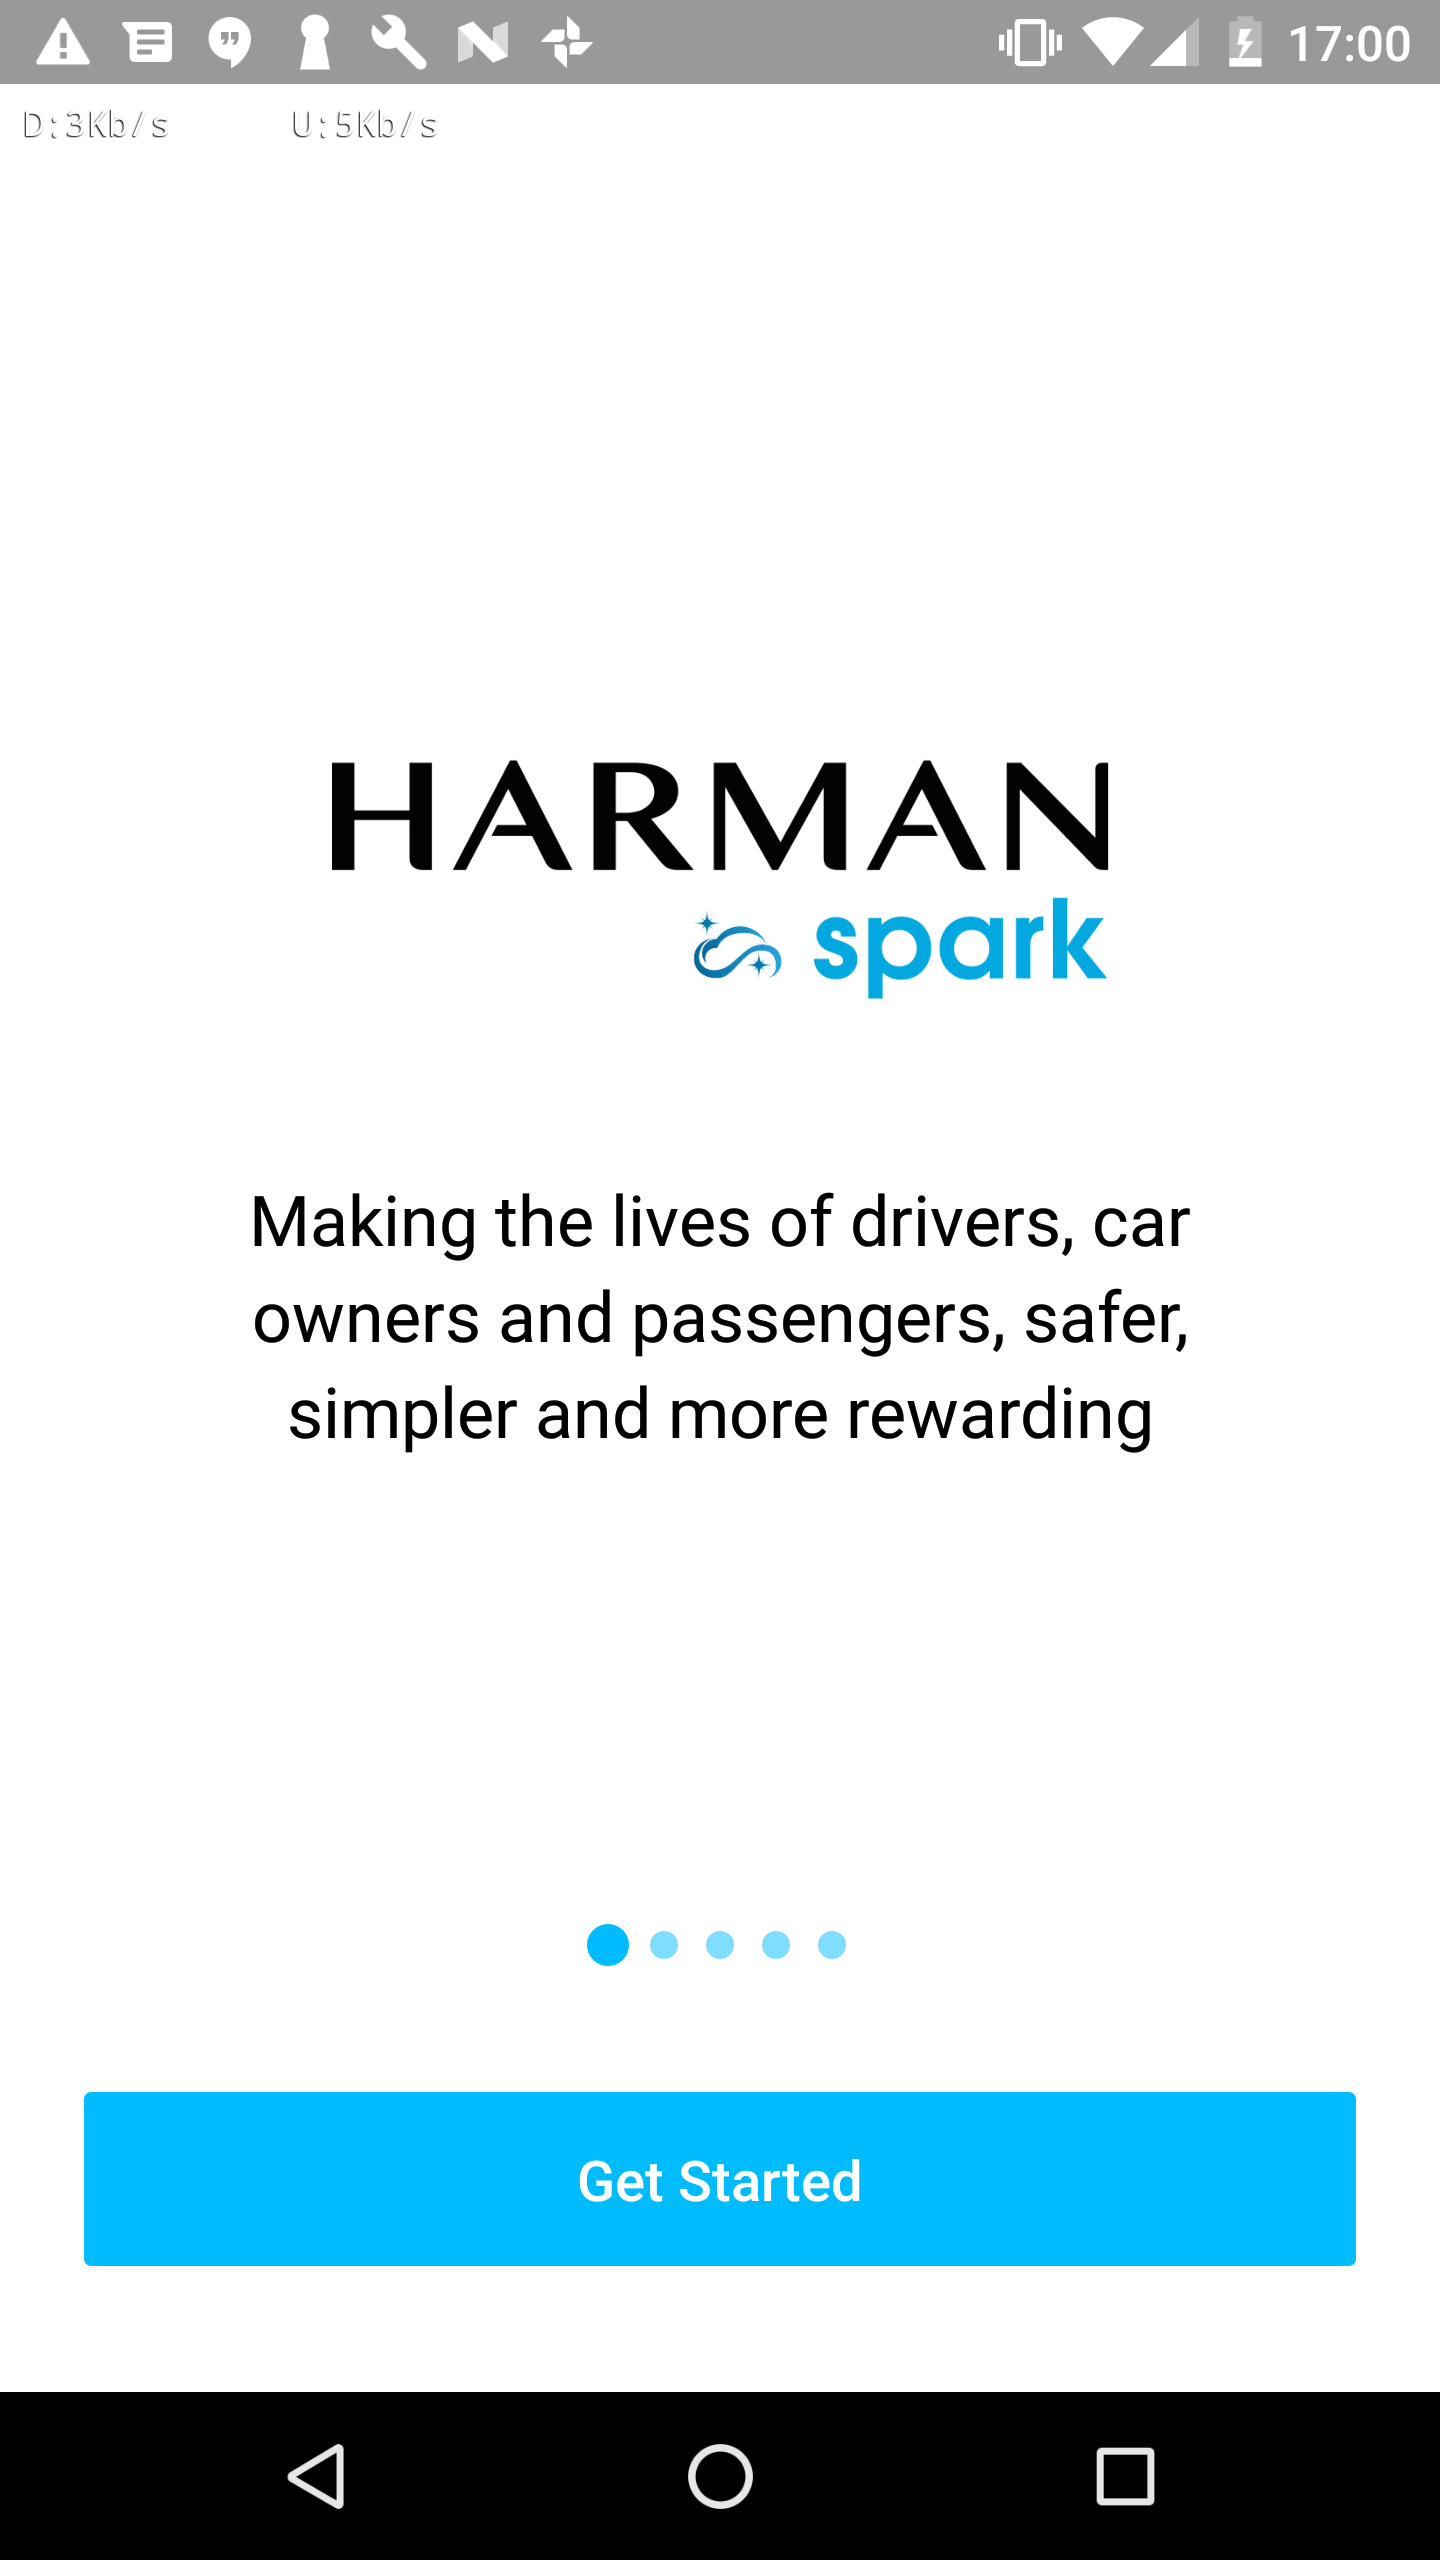 17:00
D:3Kb/s U:5Kb/s
HARMAN
spark
Making the lives of drivers, car
owners and passengers, safer,
simpler and more rewarding
Get Started